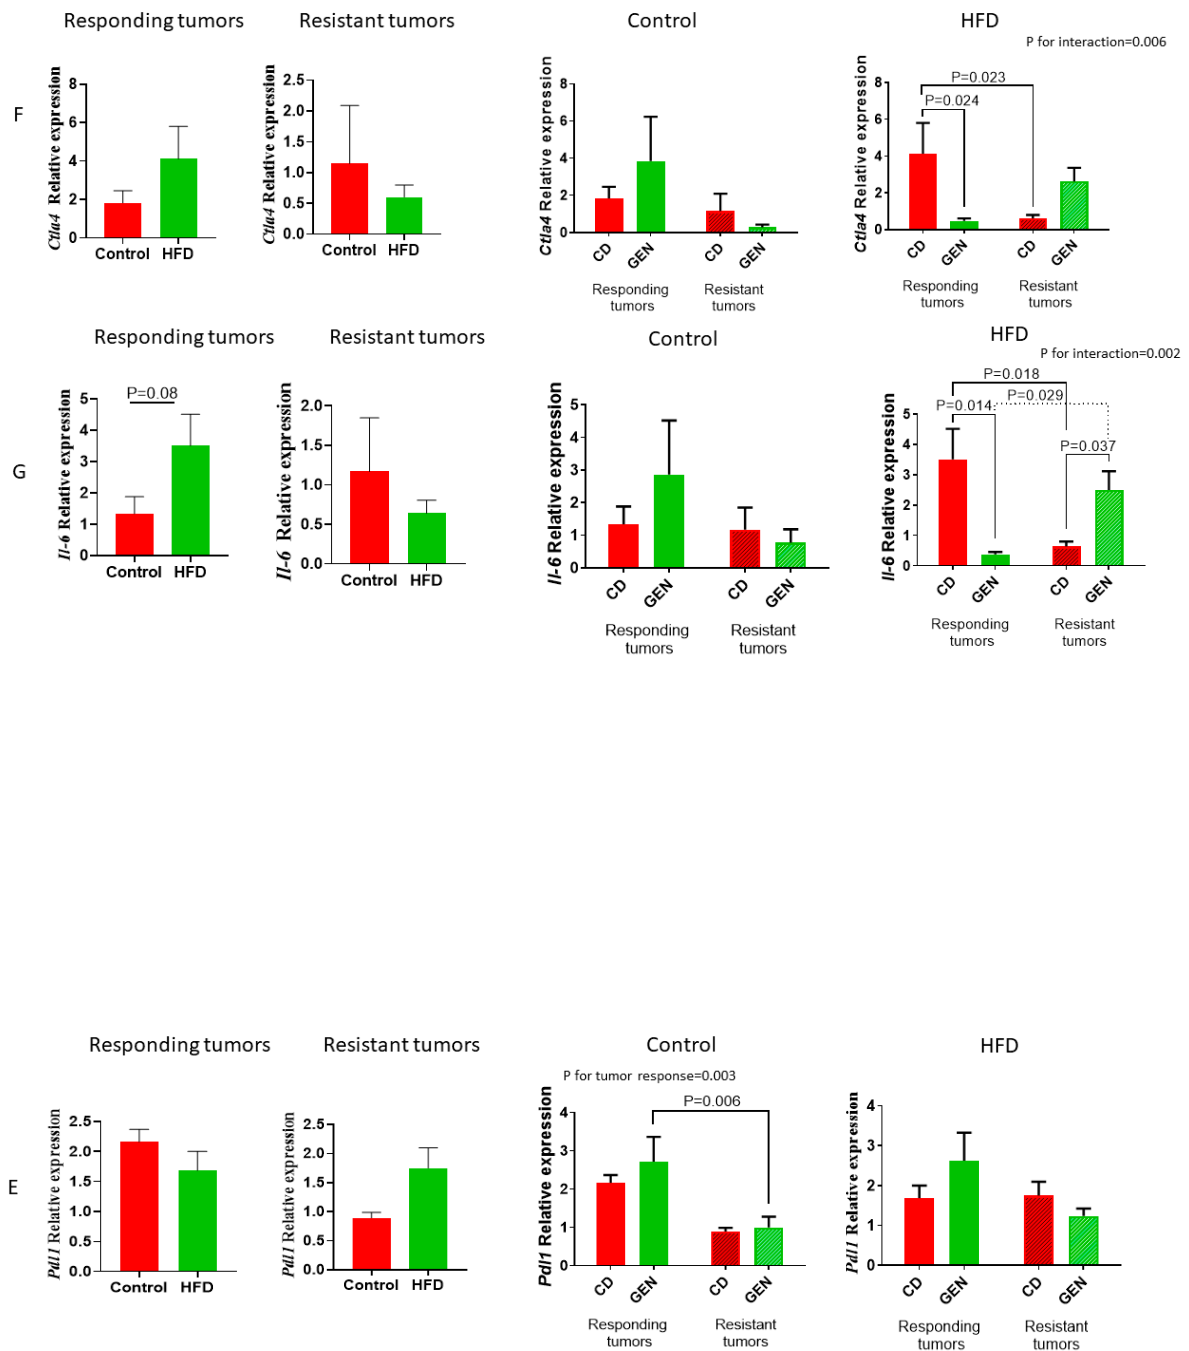 Responding tumors
Resistant tumors
Control
HFD
P for interaction=0.006
F
Ctla4 Relative expression
8
6
4
2
0
Control HFD
Ctla4 Relative expression
2.5
2.0
1.5
1.0
0.5
0.0
Control HFD
Ctla4 Relative expression
8
6
4
2
0
CD GEN CD GEN
Responding tumors
Resistant tumors
Ctla4 Relative expression
8
6
4
2
0
P=0.023
P=0.024
CD GEN CD GEN
Responding tumors
Resistant tumors
Responding tumors
Resistant tumors
Control
HFD
P for interaction=0.002
G
Il-6 Relative expression
5
4
3
2
1
0
P=0.08
Control HFD
Il-6 Relative expression
2.0
1.5
1.0
0.5
0.0
Control HFD
Il-6 Relative expression
5
4
3
2
1
0
CD GEN CD GEN
Responding tumors
Resistant tumors
Il-6 Relative expression
5
4
3
2
1
0
P=0.018
P=0.029
P=0.014
P=0.037
CD GEN CD GEN
Responding tumors
Resistant tumors
Responding tumors
Resistant tumors
Control
HFD
P for tumor response=0.003
E
Pdl1 Relative expression
2.5
2.0
1.5
1.0
0.5
0.0
Control HFD
Pdl1 Relative expression
2.5
2.0
1.5
1.0
0.5
0.0
Control HFD
Pdl1 Relative expression
4
3
2
1
0
P=0.006
CD GEN CD GEN
Responding tumors
Resistant tumors
Pdl1 Relative expression
4
3
2
1
0
CD GEN CD GEN
Responding tumors
Resistant tumors